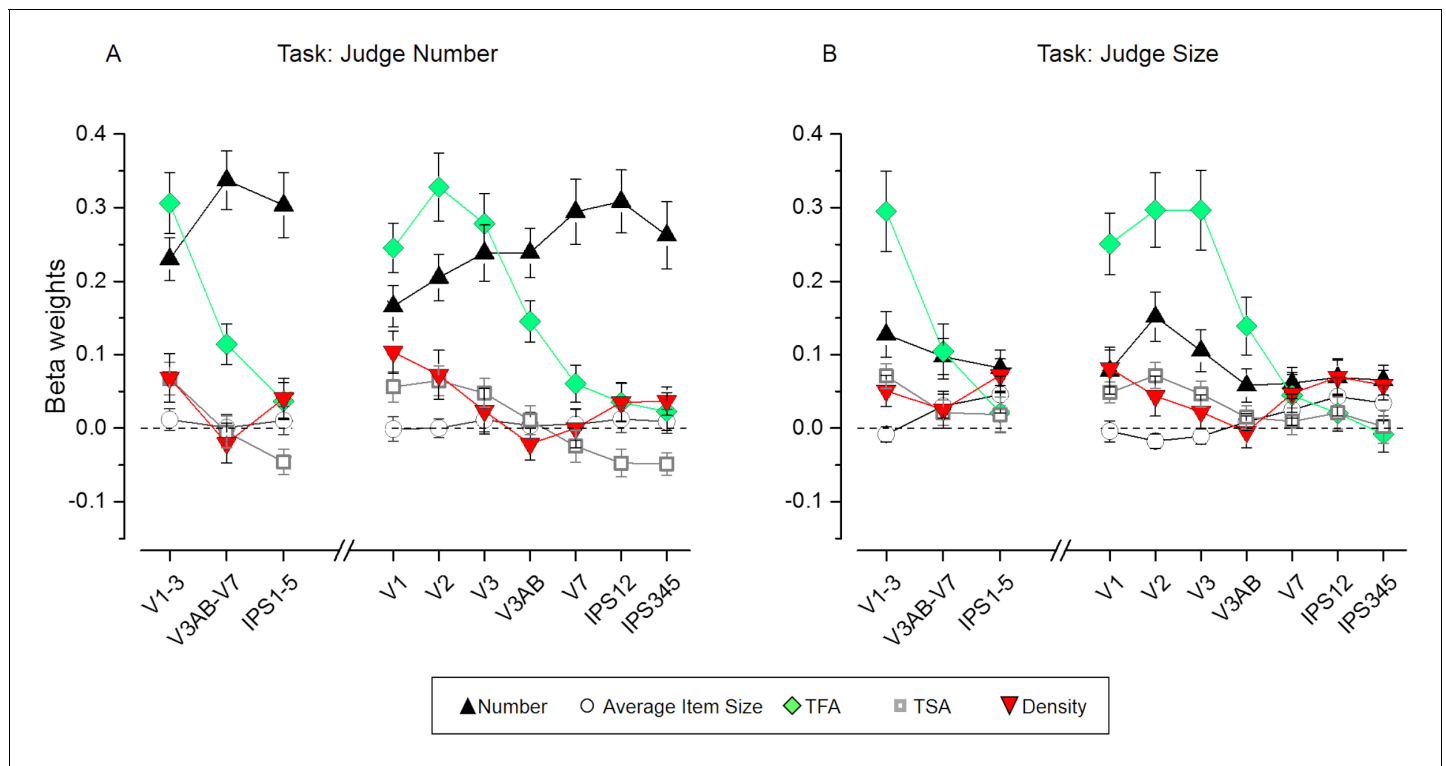 A Task: Judge Number
B Task: Judge Size
Beta weights
0.4
0.3
0.2
0.1
0.0
-0.1
V1-3
V3AB-V7
IPS1-5
V1
V2
V3
V3AB
V7
IPS12
IPS345
0.4
0.3
0.2
0.1
0.0
-0.1
V1-3
V3AB-V7
IPS1-5
V1
V2
V3
V3AB
V7
IPS12
IPS345
Number Average Item Size TFA TSA Density